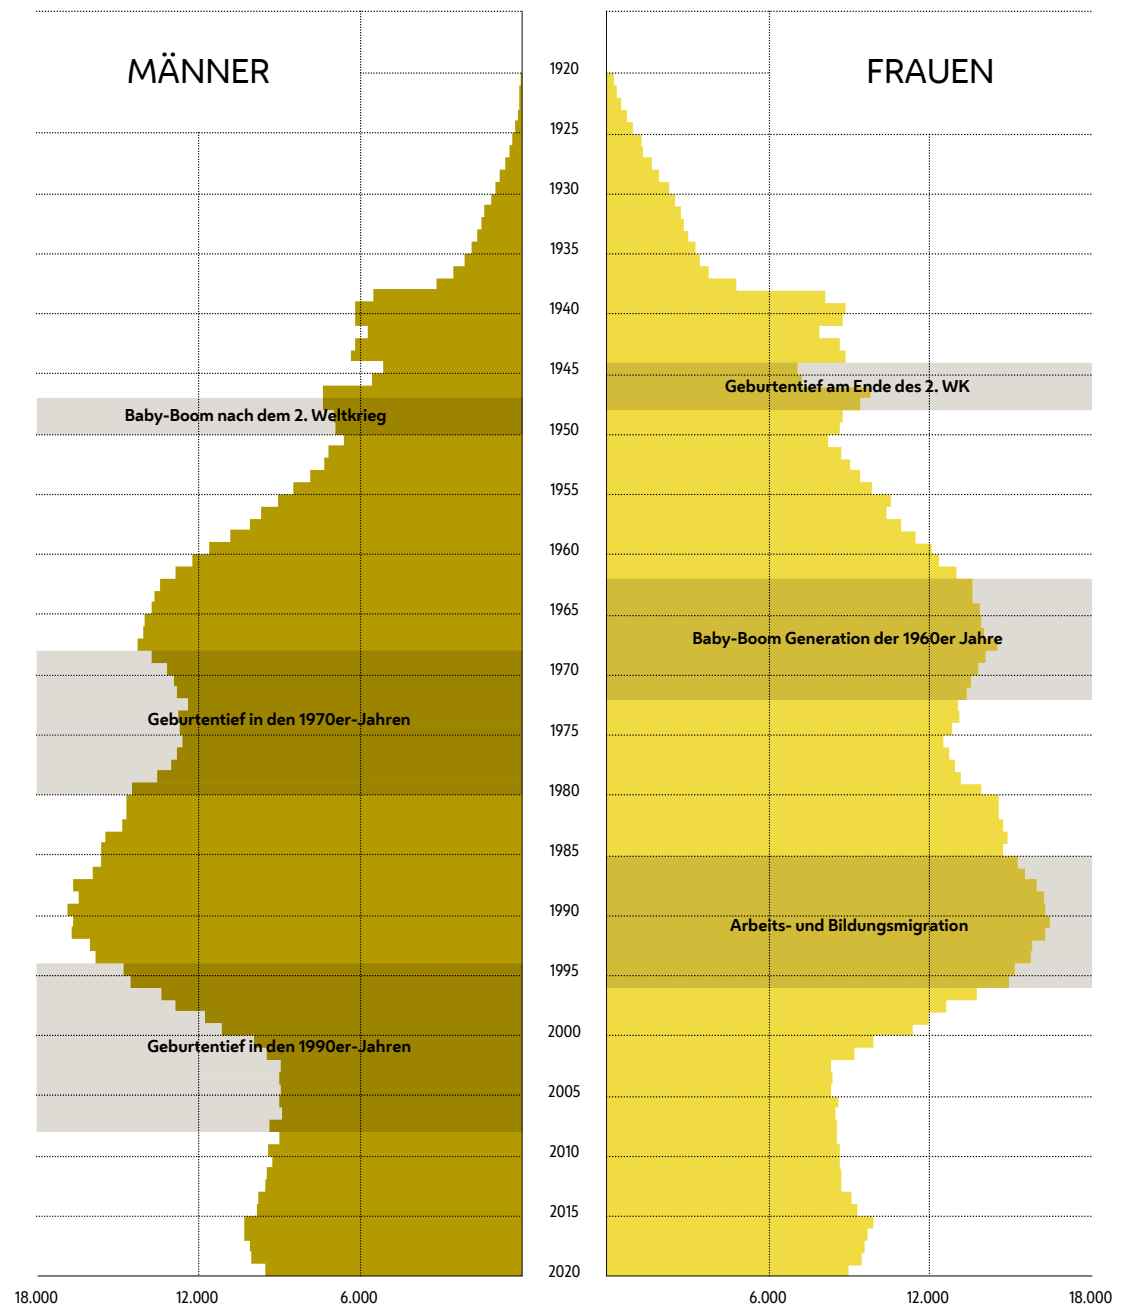 MÄNNER
FRAUEN
1920
1925
1930
1935
1940
1945
Geburtentief am Ende des 2. WK
Baby-Boom nach dem 2. Weltkrieg
1950
1955
1960
1965
Baby-Boom Generation der 1960er Jahre
1970
Geburtentief in den 1970er-Jahren
1975
1980
1985
1990
Arbeits- und Bildungsmigration
1995
2000
Geburtentief in den 1990er-Jahren
2005
2010
2015
2020
18.000 12.000 6.000 6.000 12.000 18.000